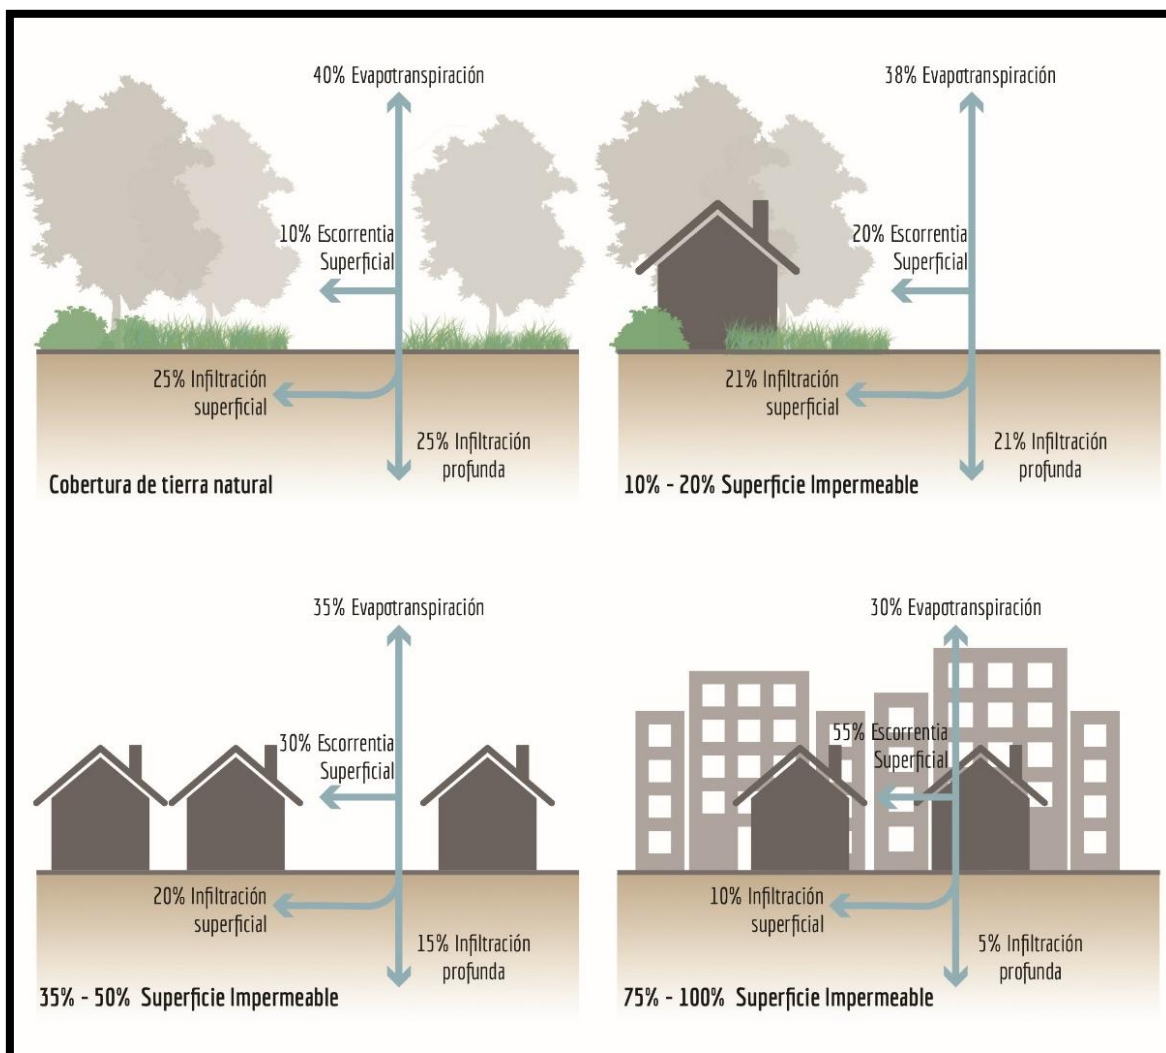 40% Evapotranspiración
10% Escorrentia
Superficial
25% Infiltración
superficial
25% Infiltración
profunda
Cobertura de tierra natural
38% Evapotranspiración
20% Escorrentia
Superficial
21% Infiltración
superficial
21% Infiltración
profunda
10% - 20% Superficie Impermeable
35% Evapotranspiración
30% Escorrentia
Superficial
20% Infiltración
superficial
15% Infiltración
profunda
35% - 50% Superficie Impermeable
30% Evapotranspiración
55% Escorrentia
Superficial
10% Infiltración
superficial
5% Infiltración
profunda
75% - 100% Superficie Impermeable